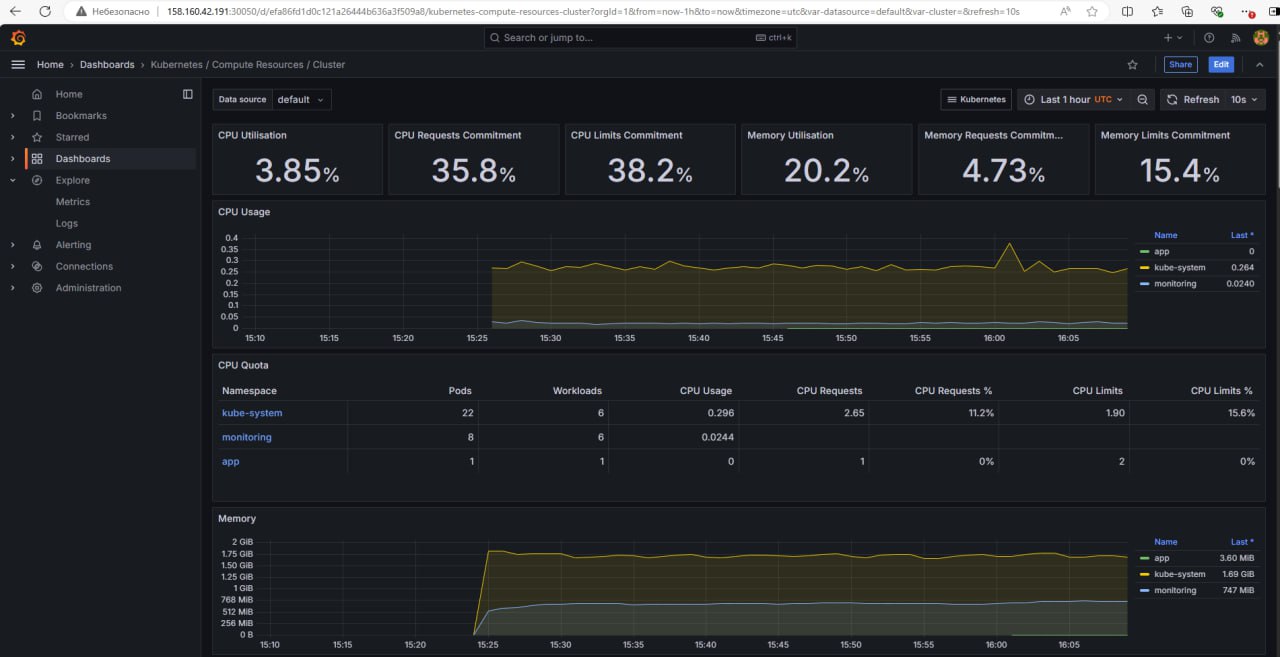 Небезопасно 158.160.42.191:30050/d/efa86fd1d0c121a26444b636a3f509a8/kubernetes-compute-resources-cluster?orgId=1&from=now-1h&to=now&timezone=utc&var-datasource=default&var-cluster=&refresh=10s
Search or jump to... ctrl+k
Home › Dashboards › Kubernetes / Compute Resources / Cluster Share Edit
Home
Bookmarks
Starred
Dashboards
Explore
Metrics
Logs
Alerting
Connections
Administration
Data source default Kubernetes Last 1 hour UTC Refresh 10s
CPU Utilisation CPU Requests Commitment CPU Limits Commitment Memory Utilisation Memory Requests Commitm... Memory Limits Commitment
3.85% 35.8% 38.2% 20.2% 4.73% 15.4%
CPU Usage
0.4
0.35
0.3
0.25
0.2
0.15
0.1
0.05
0
15:10 15:15 15:20 15:25 15:30 15:35 15:40 15:45 15:50 15:55 16:00 16:05
Name Last *
app 0
kube-system 0.264
monitoring 0.0240
CPU Quota
Namespace Pods Workloads CPU Usage CPU Requests CPU Requests % CPU Limits CPU Limits %
kube-system 22 6 0.296 2.65 11.2% 1.90 15.6%
monitoring 8 6 0.0244
app 1 1 0 1 0% 2 0%
Memory
2 GiB
1.75 GiB
1.50 GiB
1.25 GiB
1 GiB
768 MiB
512 MiB
256 MiB
0 B
15:10 15:15 15:20 15:25 15:30 15:35 15:40 15:45 15:50 15:55 16:00 16:05
Name Last *
app 3.60 MiB
kube-system 1.69 GiB
monitoring 747 MiB